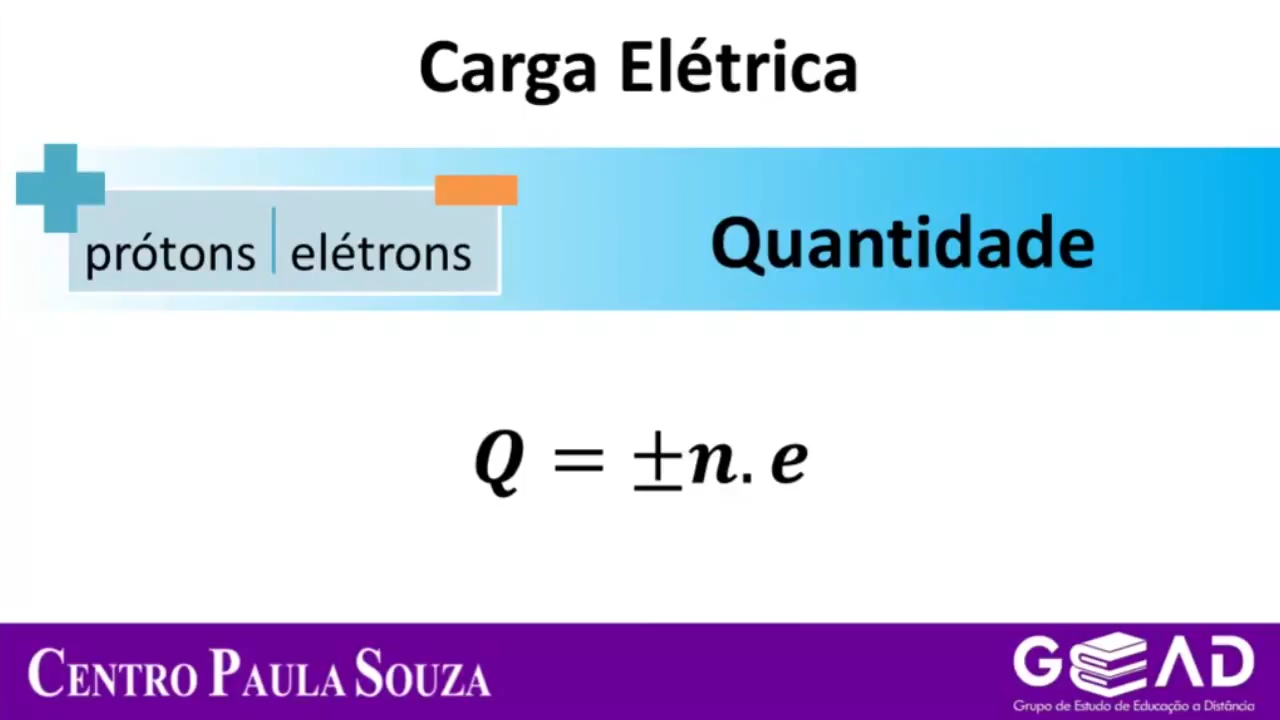 Carga Elétrica
prótons elétrons
Quantidade
Q = ±n. e
CENTRO PAULA SOUZA
GEAD
Grupo de Estudo de Educação a Distância